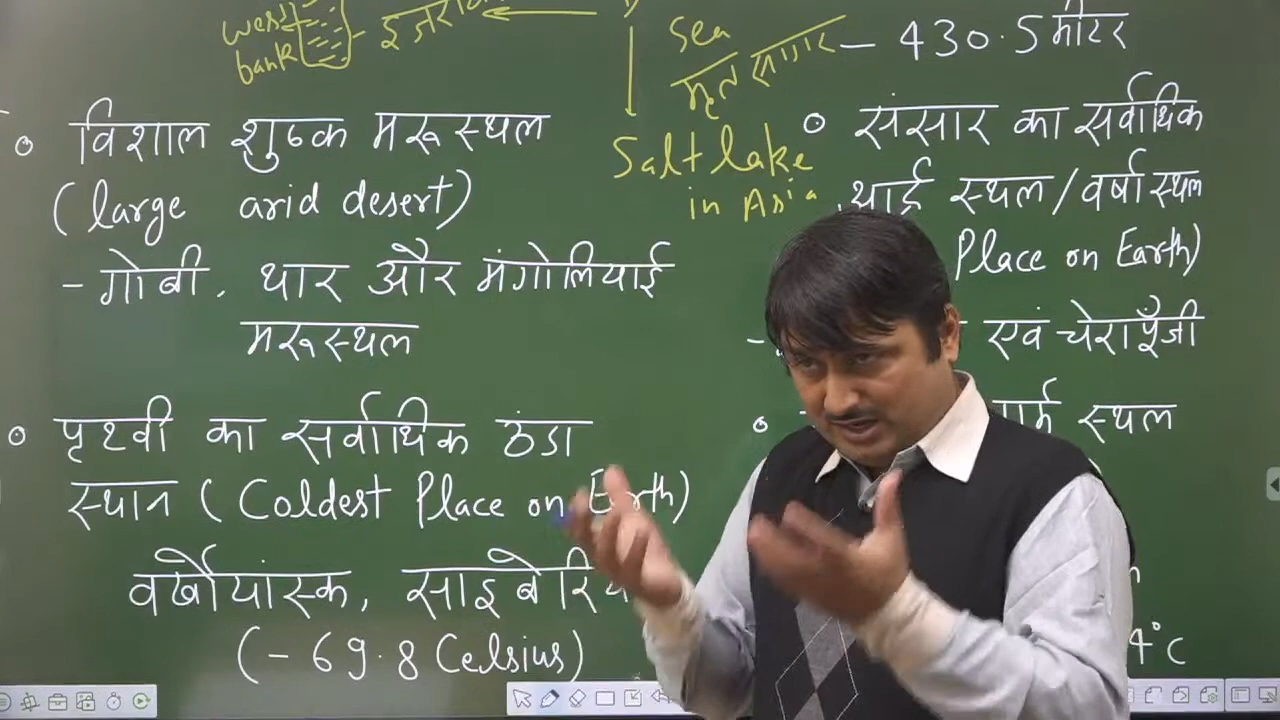 west
bank
sea
मृत सागर – 430.5 मीटर
Salt lake
in Asia
विशाल शुष्क मरूस्थल
(large arid desert)
- गोबी, थार और मंगोलियाई
मरूस्थल
पृथ्वी का सर्वाधिक ठंडा
स्थान (Coldest Place on Earth)
वर्खोयांस्क, साइबेरि
(- 69.8 Celsius)
संसार का सर्वाधिक
आर्द्र स्थल/वर्षा स्थल
Place on Earth)
एवं चेरापूँजी
स्थल
4°C